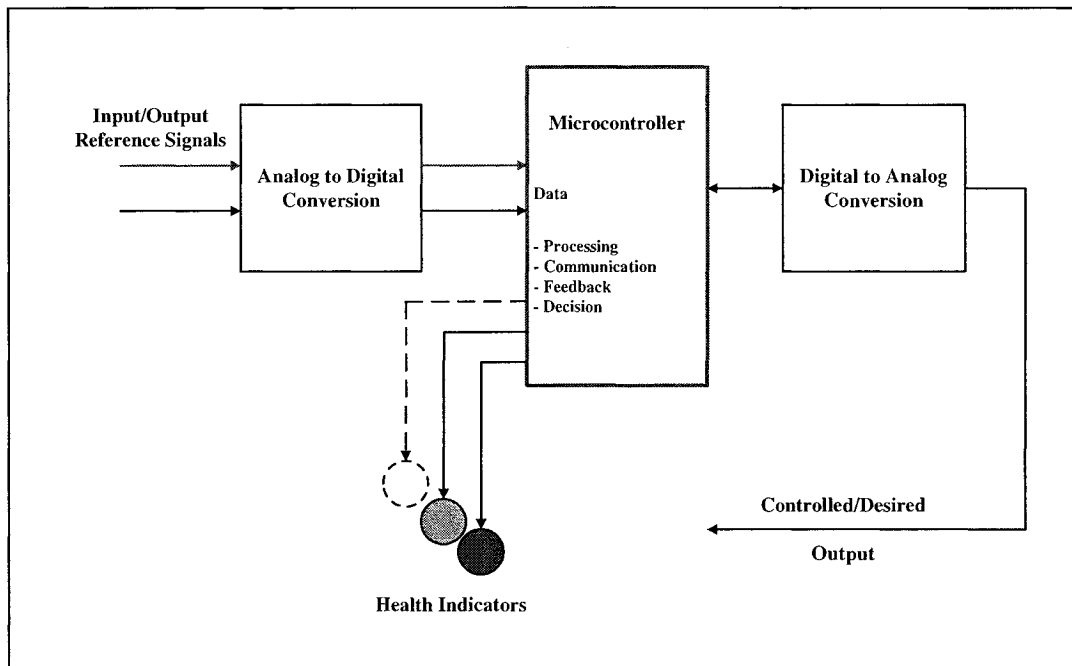 Input/Output
Reference Signals
Analog to Digital
Conversion
Microcontroller
Data
- Processing
- Communication
- Feedback
- Decision
Digital to Analog
Conversion
Controlled/Desired
Output
Health Indicators